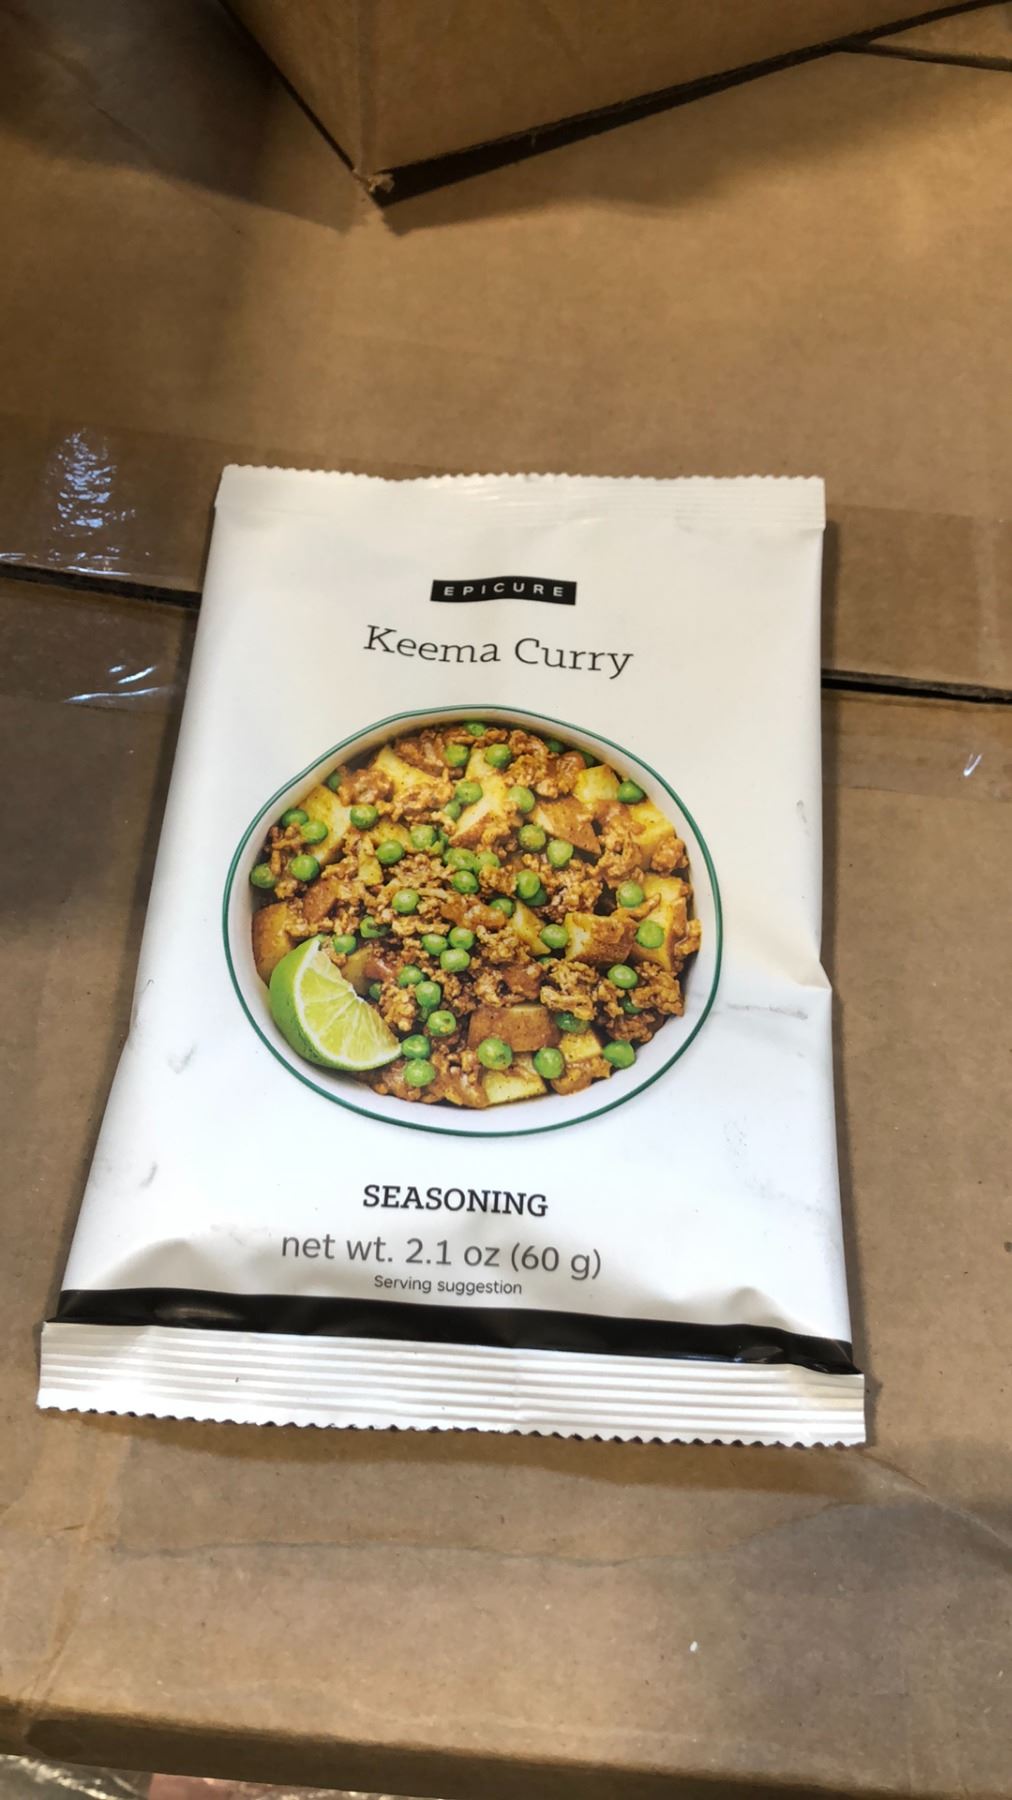 EPICURE
Keema Curry
SEASONING
net wt. 2.1 oz (60 g)
Serving suggestion